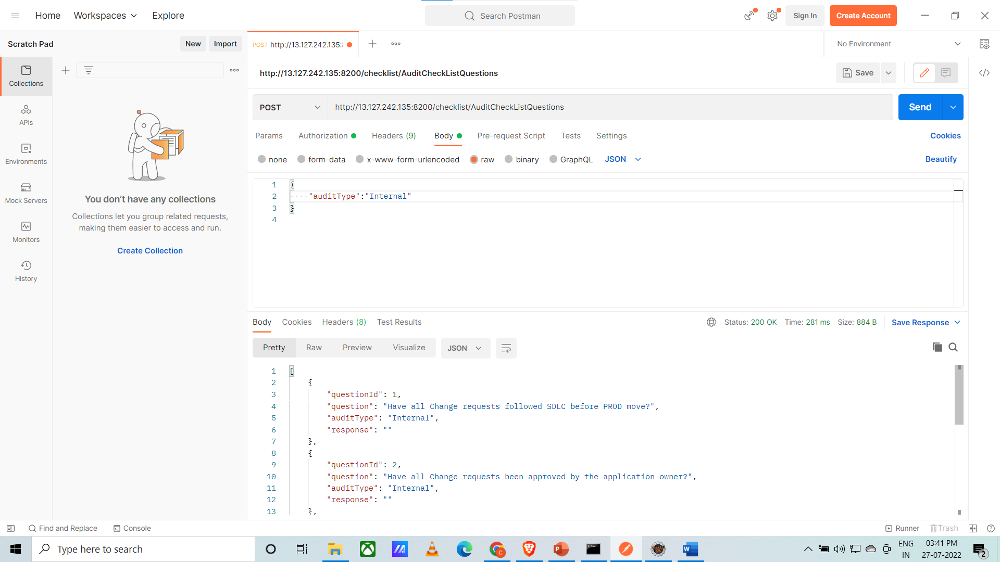 Home Workspaces Explore Search Postman Sign In Create Account
Scratch Pad New Import POST http://13.127.242.135:8 No Environment
http://13.127.242.135:8200/checklist/AuditCheckListQuestions Save
Collections
APIs
Environments
Mock Servers
Monitors
History
You don’t have any collections
Collections let you group related requests,
making them easier to access and run.
Create Collection
POST http://13.127.242.135:8200/checklist/AuditCheckListQuestions Send
Params Authorization Headers (9) Body Pre-request Script Tests Settings Cookies
none form-data x-www-form-urlencoded raw binary GraphQL JSON Beautify
1 {
2 "auditType":"Internal"
3 }
4
Body Cookies Headers (8) Test Results Status: 200 OK Time: 281 ms Size: 884 B Save Response
Pretty Raw Preview Visualize JSON
1 [
2 {
3 "questionId": 1,
4 "question": "Have all Change requests followed SDLC before PROD move?",
5 "auditType": "Internal",
6 "response": ""
7 },
8 {
9 "questionId": 2,
10 "question": "Have all Change requests been approved by the application owner?",
11 "auditType": "Internal",
12 "response": ""
13 },
Find and Replace Console Runner Trash
Type here to search ENG 03:41 PM
IN 27-07-2022 2